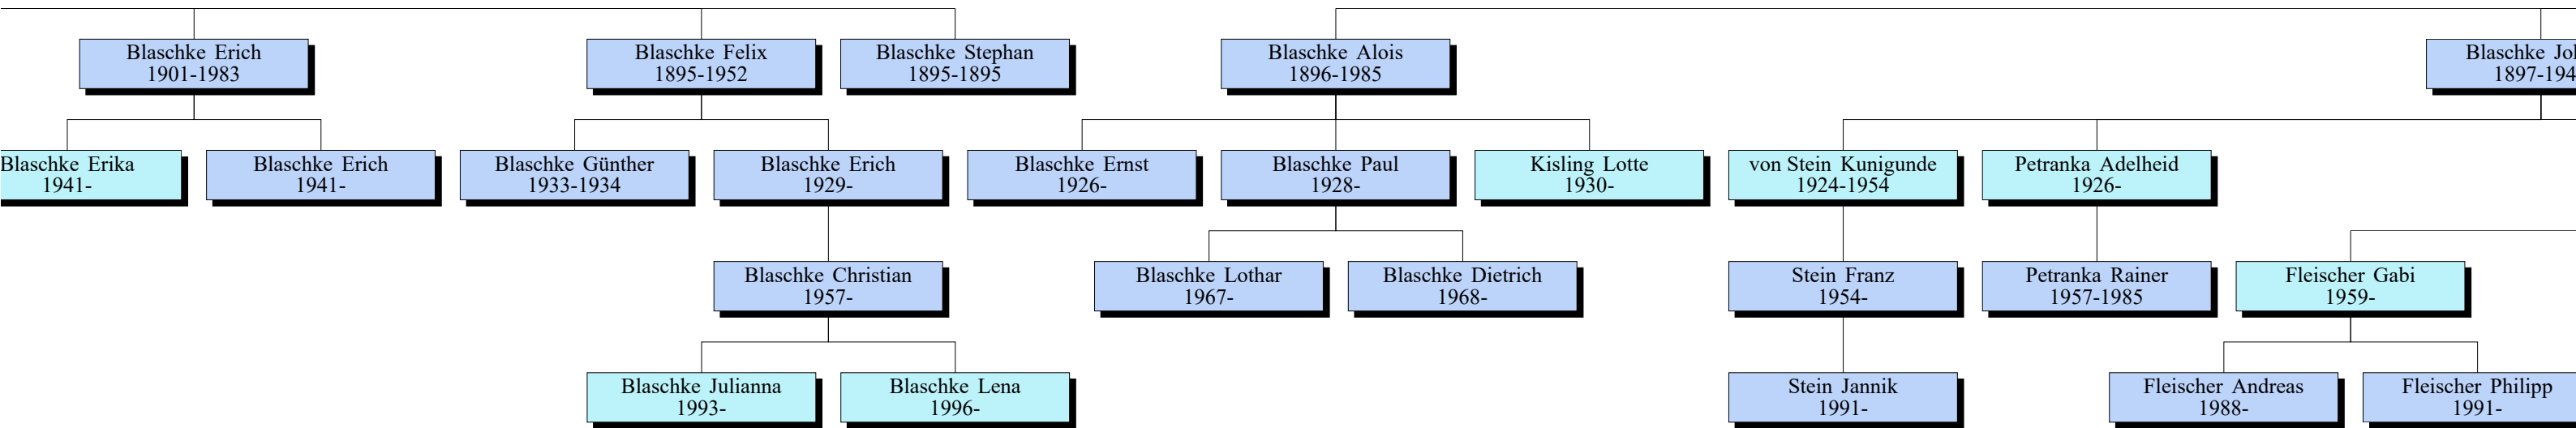 Blaschke Erich
1901-1983
Blaschke Felix
1895-1952
Blaschke Stephan
1895-1895
Blaschke Alois
1896-1985
Blaschke
Blaschke Erika
1941-
Blaschke Erich
1941-
Blaschke Günther
1933-1934
Blaschke Erich
1929-
Blaschke Ernst
1926-
Blaschke Paul
1928-
Kisling Lotte
1930-
von Stein Kunigunde
1924-1954
Petranka Adelheid
1926-
Blaschke Christian
1957-
Blaschke Lothar
1967-
Blaschke Dietrich
1968-
Stein Franz
1954-
Petranka Rainer
1957-1985
Fleischer Gabi
1959-
Blaschke Julianna
1993-
Blaschke Lena
1996-
Stein Jannik
1991-
Fleischer Andreas
1988-
Fleischer Philipp
1991-